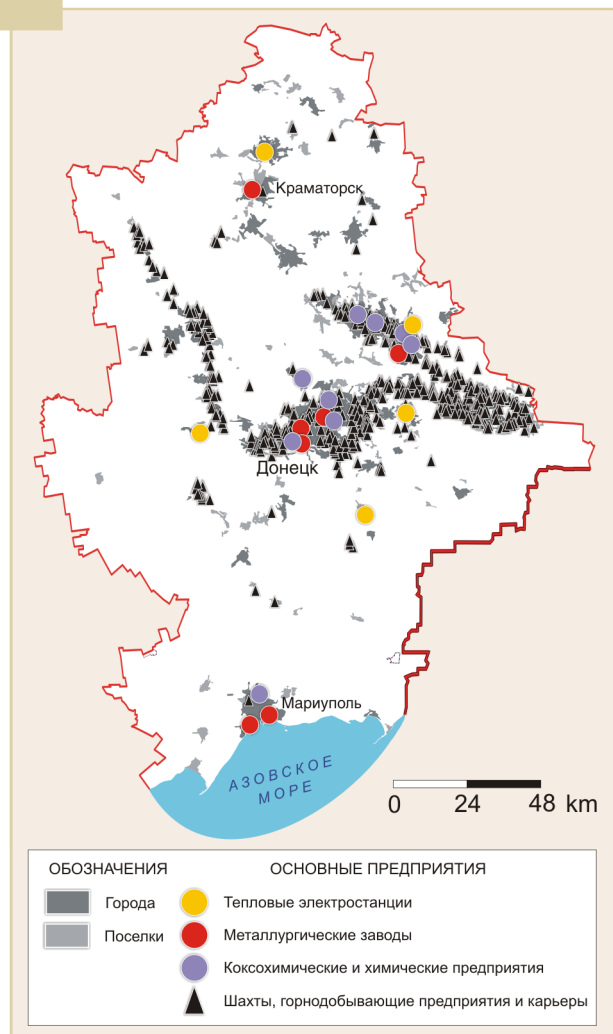 Краматорск
Донецк
Мариуполь
АЗОВСКОЕ
МОРЕ
0 24 48 km
ОБОЗНАЧЕНИЯ
Города
Поселки
ОСНОВНЫЕ ПРЕДПРИЯТИЯ
Тепловые электростанции
Металлургические заводы
Коксохимические и химические предприятия
Шахты, горнодобывающие предприятия и карьеры